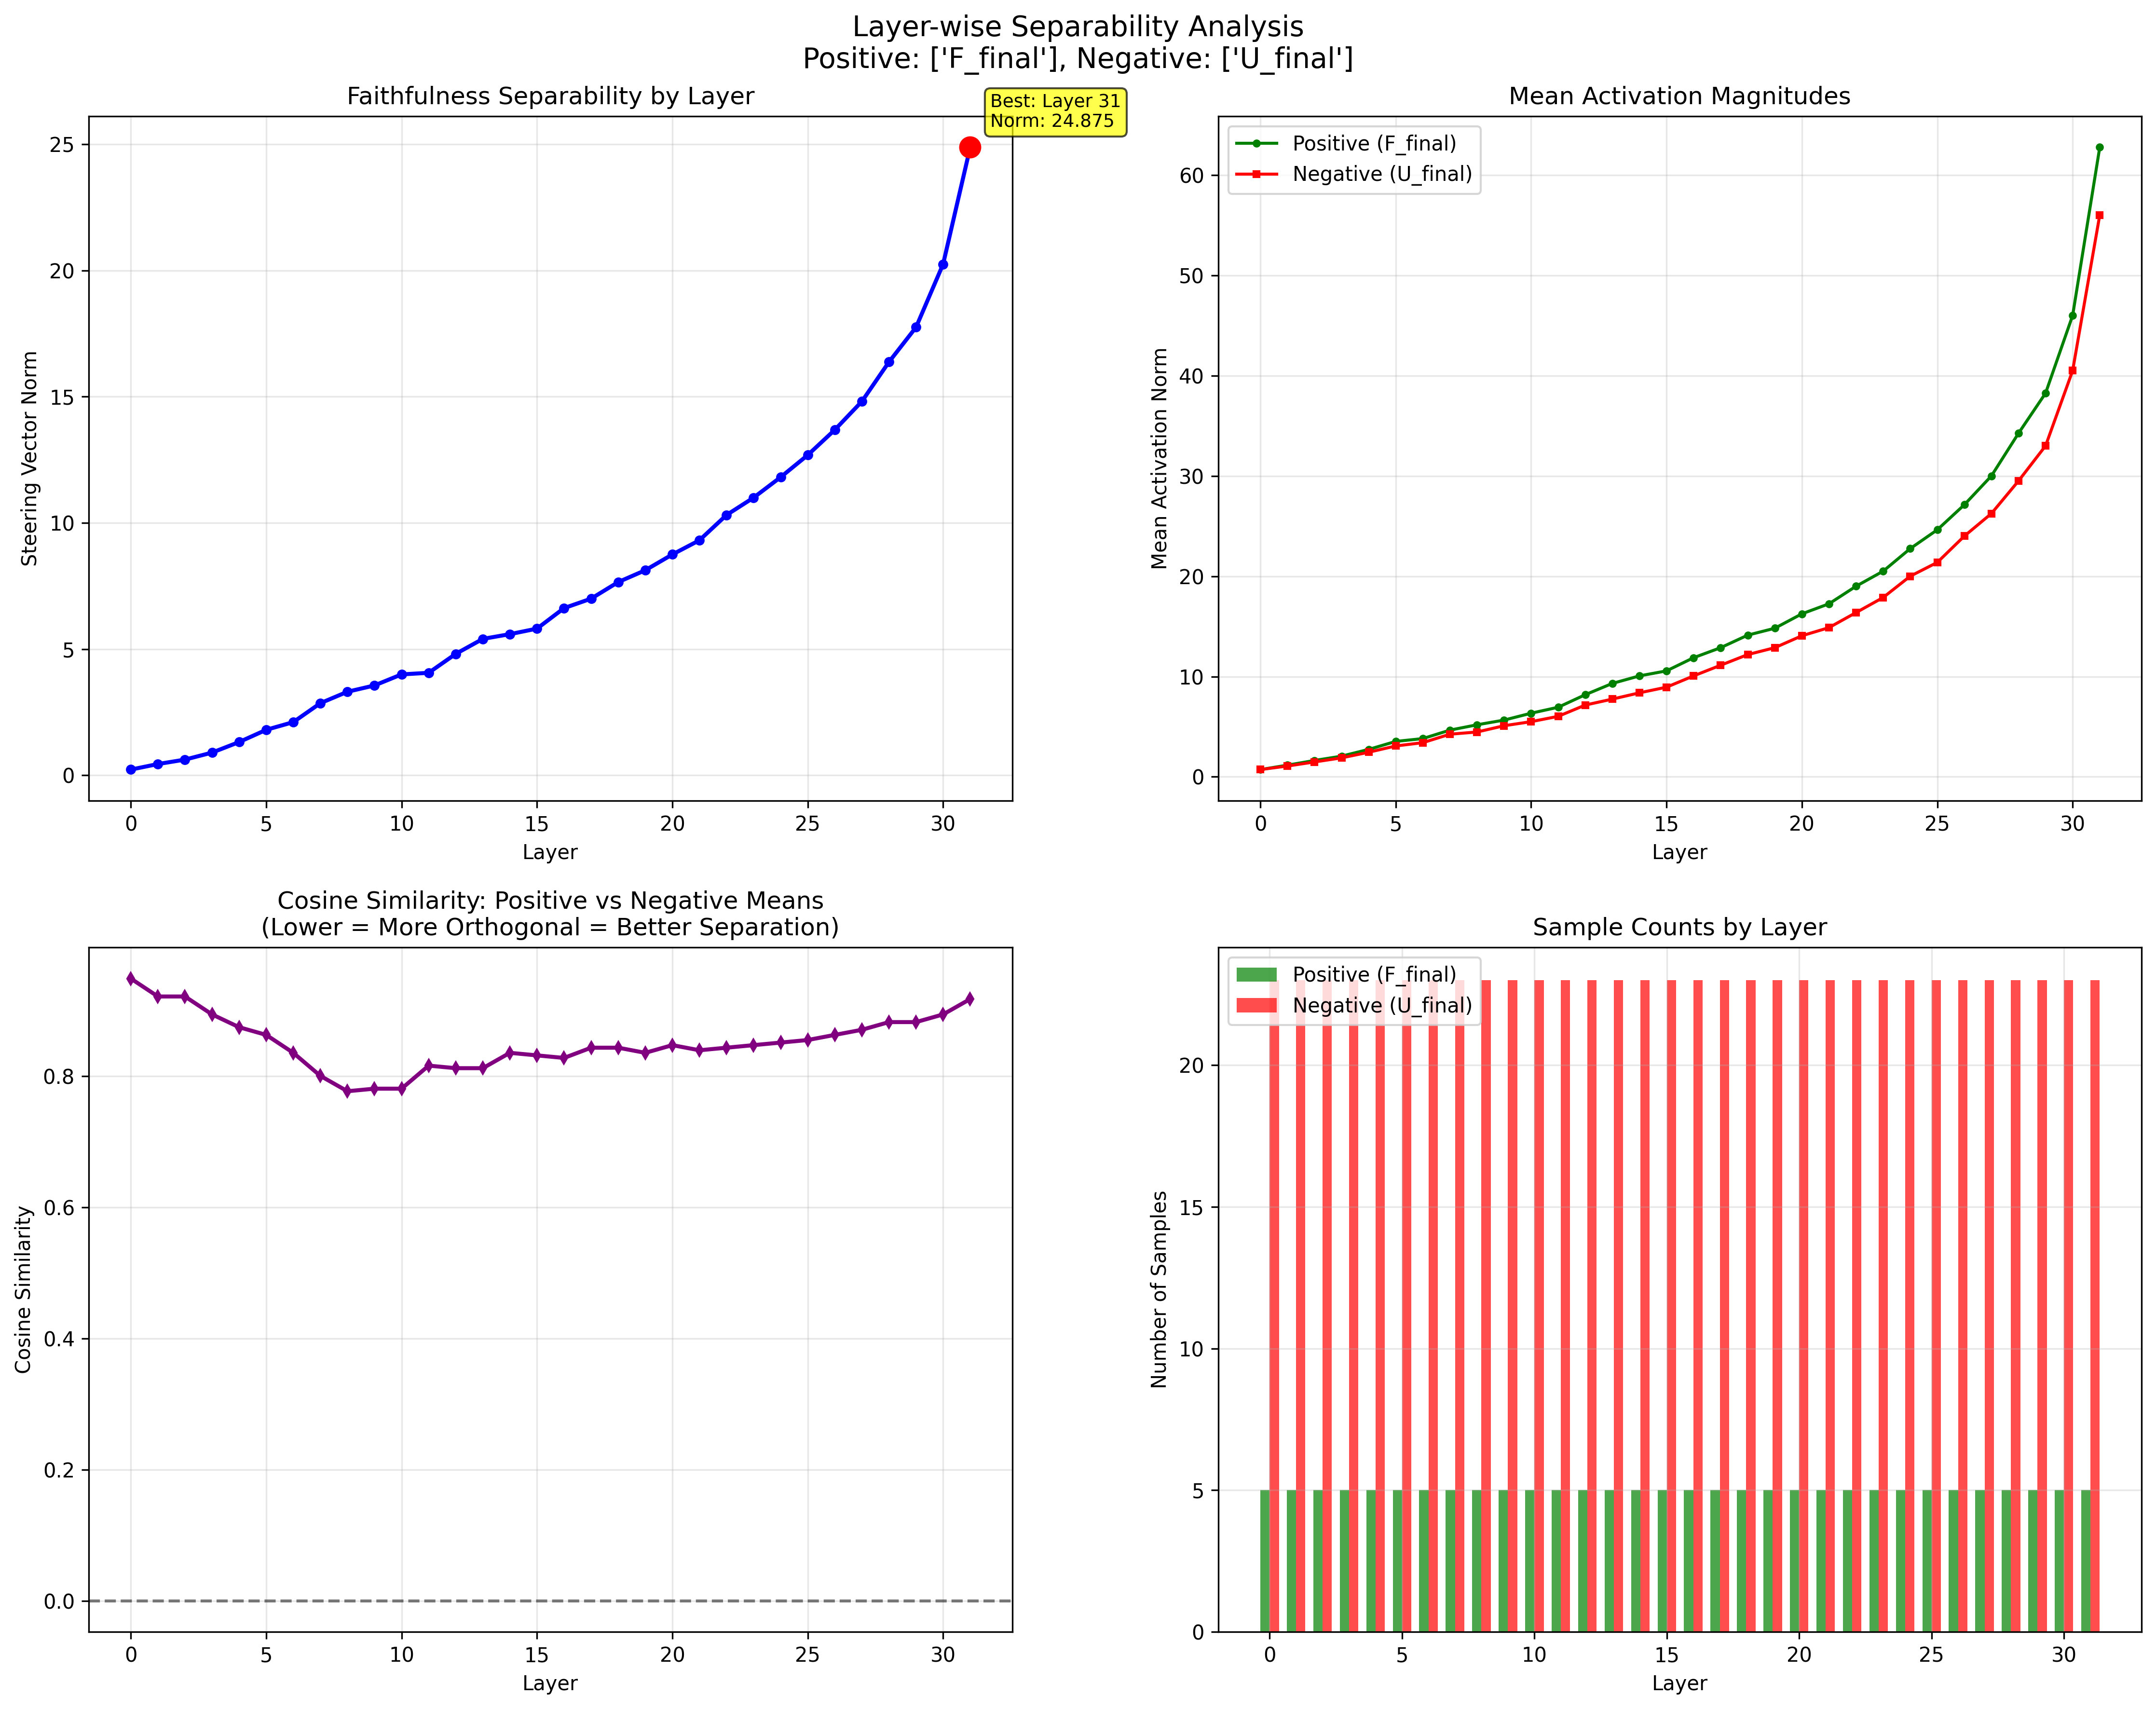 Layer-wise Separability Analysis
Positive: ['F_final'], Negative: ['U_final']
Faithfulness Separability by Layer
Best: Layer 31
Norm: 24.875
Steering Vector Norm
25
20
15
10
5
0
0 5 10 15 20 25 30
Layer
Mean Activation Magnitudes
Positive (F_final)
Negative (U_final)
Mean Activation Norm
60
50
40
30
20
10
0
0 5 10 15 20 25 30
Layer
Cosine Similarity: Positive vs Negative Means
(Lower = More Orthogonal = Better Separation)
Cosine Similarity
0.8
0.6
0.4
0.2
0.0
0 5 10 15 20 25 30
Layer
Sample Counts by Layer
Positive (F_final)
Negative (U_final)
Number of Samples
20
15
10
5
0
0 5 10 15 20 25 30
Layer